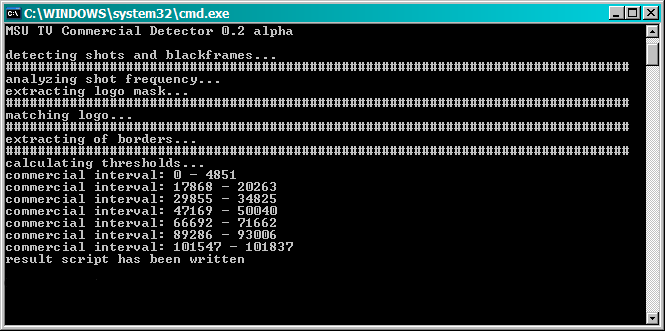 C:\WINDOWS\system32\cmd.exe
MSU TV Commercial Detector 0.2 alpha
detecting shots and blackframes...
##############################################################################
analyzing shot frequency...
extracting logo mask...
##############################################################################
matching logo...
##############################################################################
extracting of borders...
##############################################################################
calculating thresholds...
commercial interval: 0 - 4851
commercial interval: 17868 - 20263
commercial interval: 29855 - 34825
commercial interval: 47169 - 50040
commercial interval: 66692 - 71662
commercial interval: 89286 - 93006
commercial interval: 101547 - 101837
result script has been written